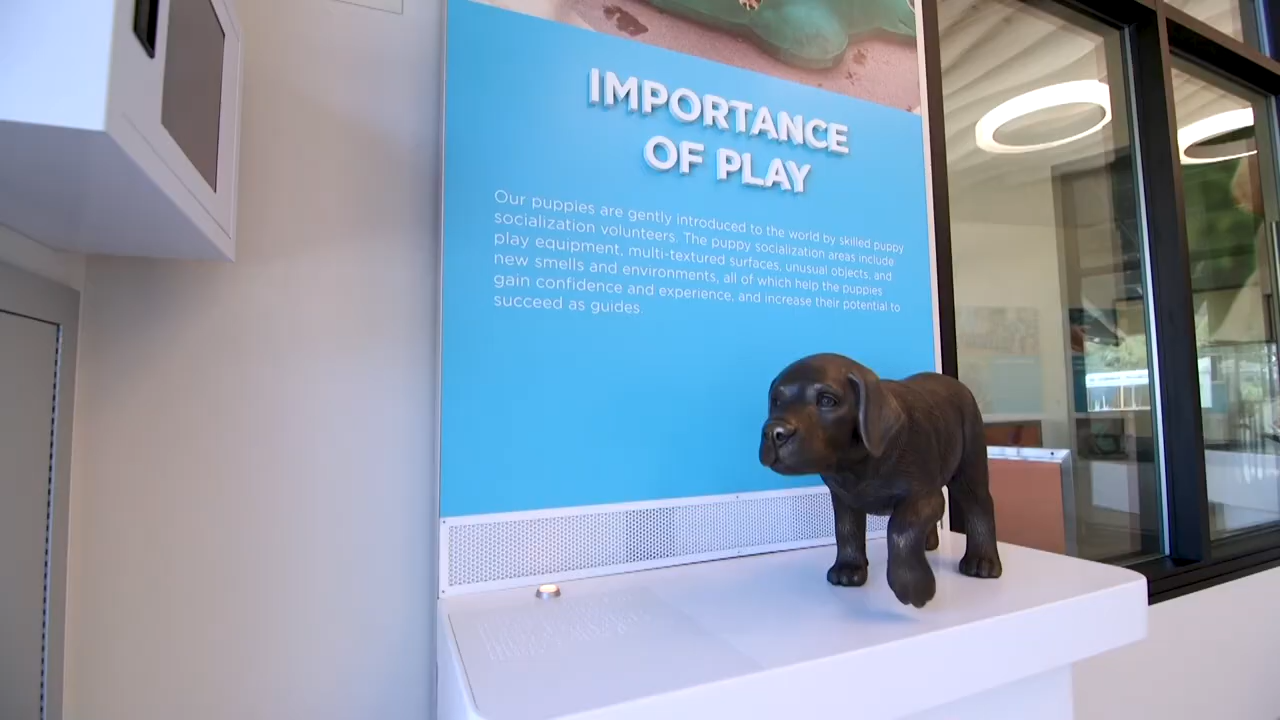 IMPORTANCE
OF PLAY
Our puppies are gently introduced to the world by skilled puppy
socialization volunteers. The puppy socialization areas include
play equipment, multi-textured surfaces, unusual objects, and
new smells and environments, all of which help the puppies
gain confidence and experience, and increase their potential to
succeed as guides.